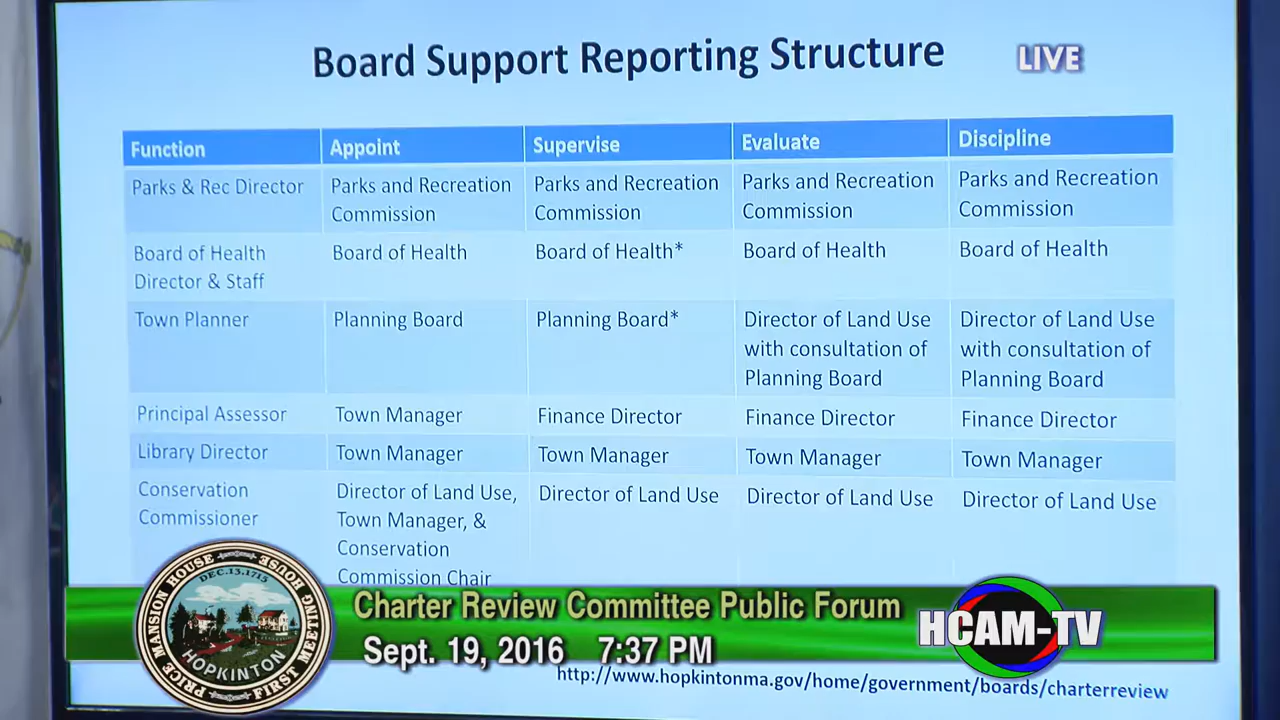 Board Support Reporting Structure
LIVE
Function Appoint Supervise Evaluate Discipline
Parks & Rec Director
Parks and Recreation
Commission
Parks and Recreation
Commission
Parks and Recreation
Commission
Parks and Recreation
Commission
Board of Health
Director & Staff
Board of Health
Board of Health*
Board of Health
Board of Health
Town Planner
Planning Board
Planning Board*
Director of Land Use
with consultation of
Planning Board
Director of Land Use
with consultation of
Planning Board
Principal Assessor
Town Manager
Finance Director
Finance Director
Finance Director
Library Director
Town Manager
Town Manager
Town Manager
Town Manager
Conservation
Commissioner
Director of Land Use,
Town Manager, &
Conservation
Commission Chair
Director of Land Use
Director of Land Use
Director of Land Use
PRICE MANSION HOUSE
HOUSE FIRST MEETING
DEC.13.1715
HOPKINTON
Charter Review Committee Public Forum
Sept. 19, 2016 7:37 PM
HCAM-TV
http://www.hopkintonma.gov/home/government/boards/charterreview